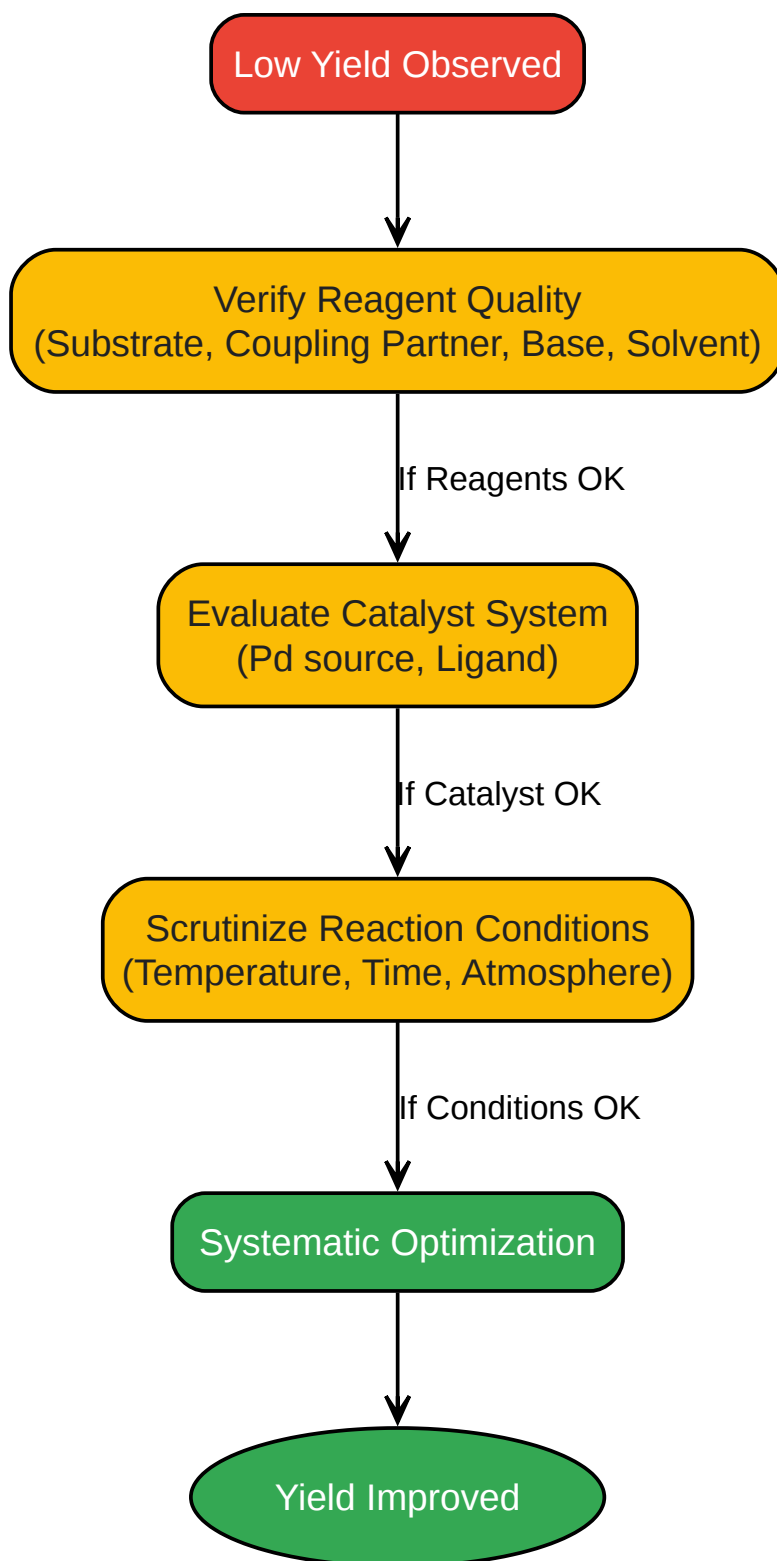 Low Yield Observed
Verify Reagent Quality
(Substrate, Coupling Partner, Base, Solvent)
If Reagents OK
Evaluate Catalyst System
(Pd source, Ligand)
If Catalyst OK
Scrutinize Reaction Conditions
(Temperature, Time, Atmosphere)
If Conditions OK
Systematic Optimization
Yield Improved